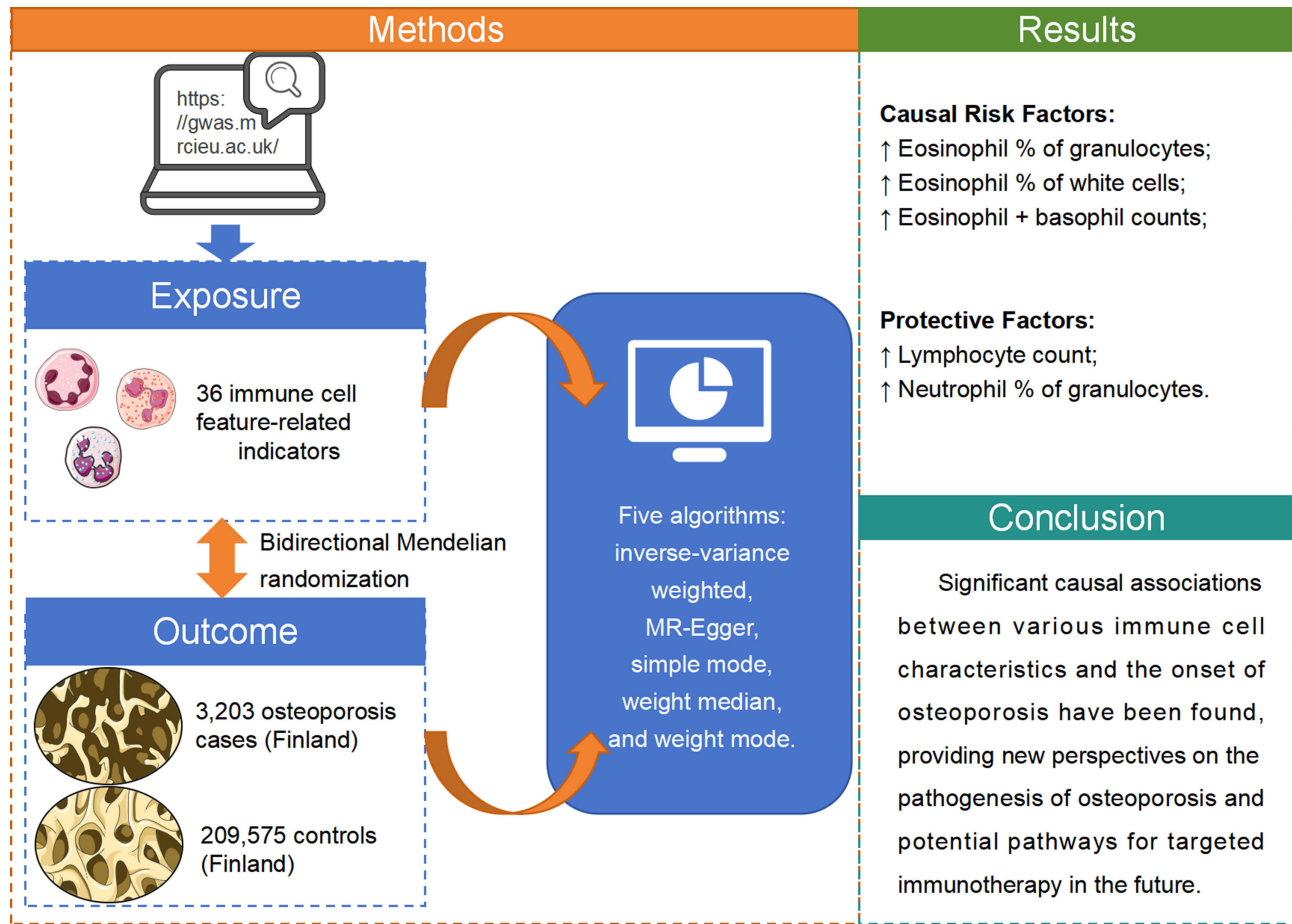 Methods
https:
//gwas.m
rcieu.ac.uk/
Exposure
36 immune cell
feature-related
indicators
Bidirectional Mendelian
randomization
Outcome
3,203 osteoporosis
cases (Finland)
209,575 controls
(Finland)
Five algorithms:
inverse-variance
weighted,
MR-Egger,
simple mode,
weight median,
and weight mode.
Results
Causal Risk Factors:
↑ Eosinophil % of granulocytes;
↑ Eosinophil % of white cells;
↑ Eosinophil + basophil counts;
Protective Factors:
↑ Lymphocyte count;
↑ Neutrophil % of granulocytes.
Conclusion
Significant causal associations
between various immune cell
characteristics and the onset of
osteoporosis have been found,
providing new perspectives on the
pathogenesis of osteoporosis and
potential pathways for targeted
immunotherapy in the future.